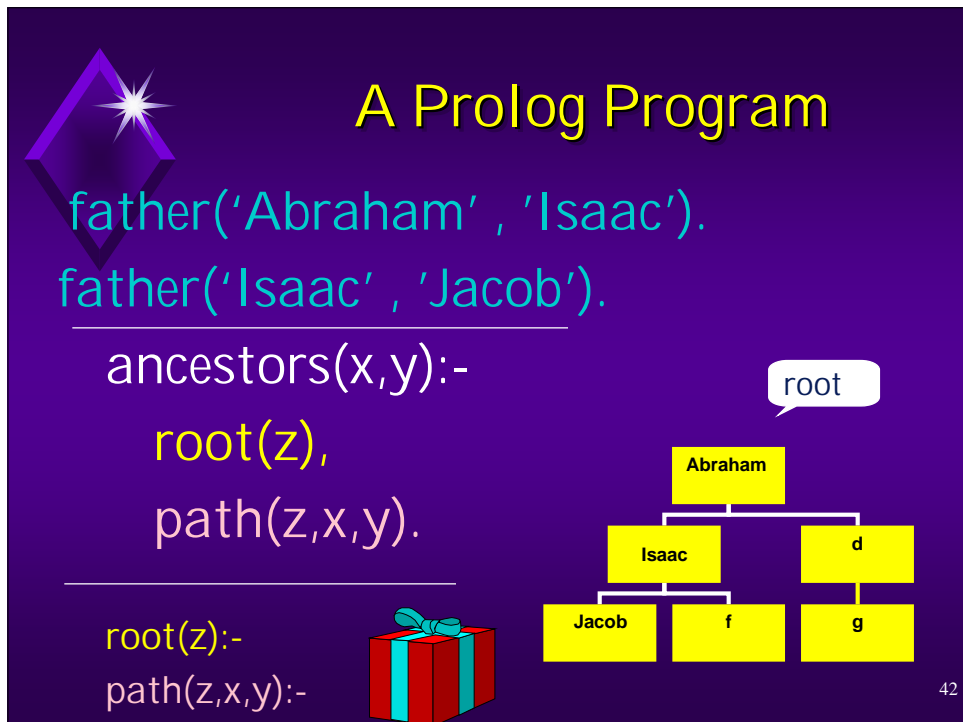 A Prolog Program
father(‘Abraham’ , ’Isaac’).
father(‘Isaac’ , ’Jacob’).
ancestors(x,y):-
root(z),
path(z,x,y).
root(z):-
path(z,x,y):-
root
Abraham
Isaac
d
Jacob
f
g
42